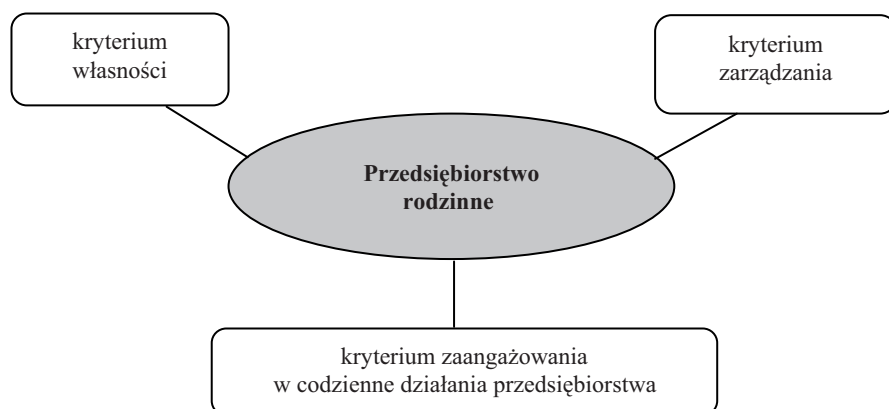 kryterium
własności
kryterium
zarządzania
Przedsiębiorstwo
rodzinne
kryterium zaangażowania
w codzienne działania przedsiębiorstwa